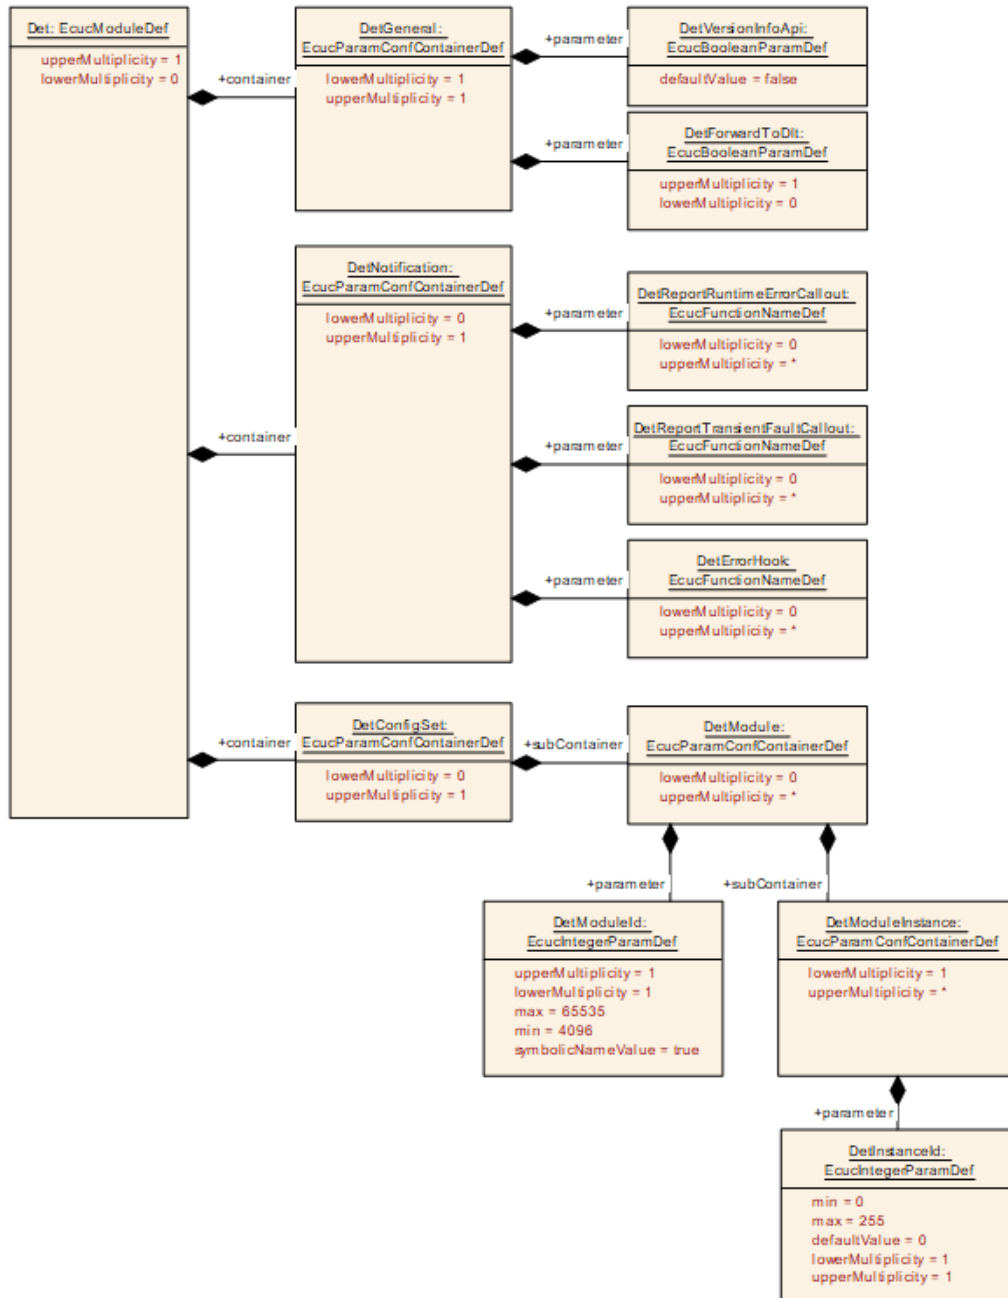 Det: EcucModuleDef
upperMultiplicity = 1
lowerMultiplicity = 0
+container
DetGeneral:
EcucParamConfContainerDef
lowerMultiplicity = 1
upperMultiplicity = 1
+parameter
DetVersionInfoApi:
EcucBooleanParamDef
defaultValue = false
+parameter
DetForwardToDlt:
EcucBooleanParamDef
upperMultiplicity = 1
lowerMultiplicity = 0
+container
DetNotification:
EcucParamConfContainerDef
lowerMultiplicity = 0
upperMultiplicity = 1
+parameter
DetReportRuntimeErrorCallout:
EcucFunctionNameDef
lowerMultiplicity = 0
upperMultiplicity = *
+parameter
DetReportTransientFaultCallout:
EcucFunctionNameDef
lowerMultiplicity = 0
upperMultiplicity = *
+parameter
DetErrorHook:
EcucFunctionNameDef
lowerMultiplicity = 0
upperMultiplicity = *
+container
DetConfigSet:
EcucParamConfContainerDef
lowerMultiplicity = 0
upperMultiplicity = 1
+subContainer
DetModule:
EcucParamConfContainerDef
lowerMultiplicity = 0
upperMultiplicity = *
+parameter
DetModuleId:
EcucIntegerParamDef
upperMultiplicity = 1
lowerMultiplicity = 1
max = 65535
min = 4096
symbolicNameValue = true
+subContainer
DetModuleInstance:
EcucParamConfContainerDef
lowerMultiplicity = 1
upperMultiplicity = *
+parameter
DetInstanceId:
EcucIntegerParamDef
min = 0
max = 255
defaultValue = 0
lowerMultiplicity = 1
upperMultiplicity = 1